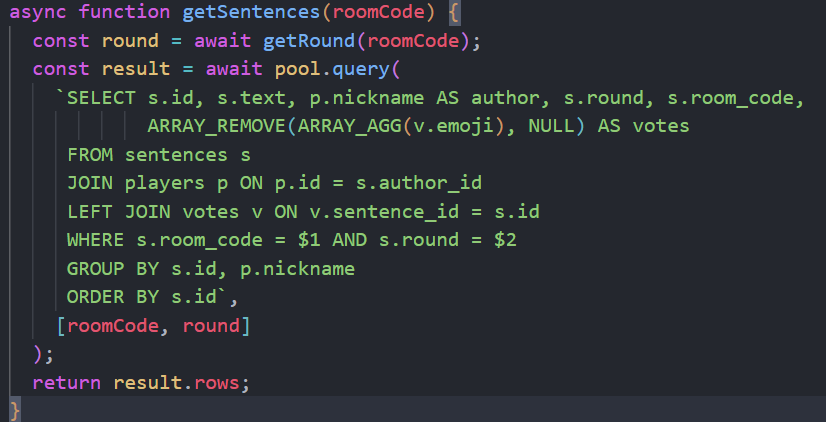 async function getSentences(roomCode) {
  const round = await getRound(roomCode);
  const result = await pool.query(
    `SELECT s.id, s.text, p.nickname AS author, s.round, s.room_code,
            ARRAY_REMOVE(ARRAY_AGG(v.emoji), NULL) AS votes
     FROM sentences s
     JOIN players p ON p.id = s.author_id
     LEFT JOIN votes v ON v.sentence_id = s.id
     WHERE s.room_code = $1 AND s.round = $2
     GROUP BY s.id, p.nickname
     ORDER BY s.id`,
    [roomCode, round]
  );
  return result.rows;
}